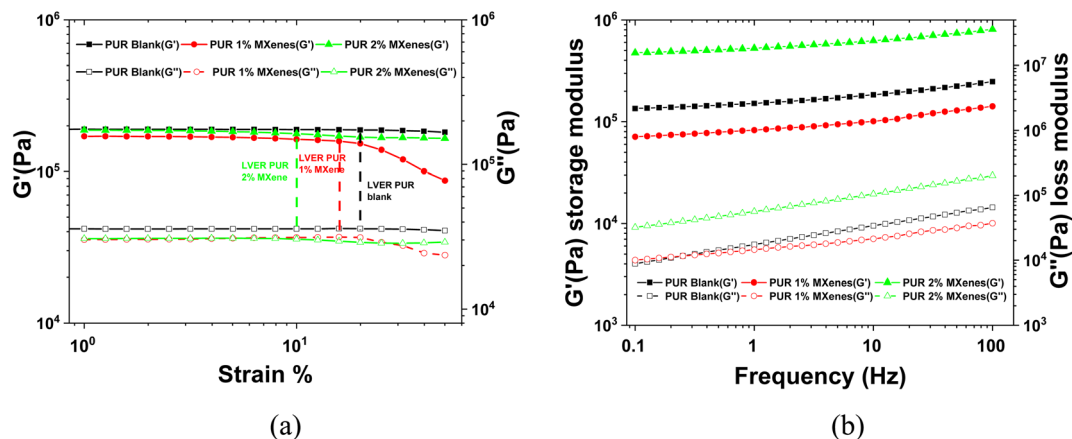 10⁶
10⁶
PUR Blank(G') PUR 1% MXenes(G') PUR 2% MXenes(G')
PUR Blank(G'') PUR 1% MXenes(G'') PUR 2% MXenes(G'')
G'(Pa)
10⁵
10⁴
G''(Pa)
10⁵
10⁴
LVER PUR
2% MXene
LVER PUR
1% MXene
LVER PUR
blank
10⁰
10¹
Strain %
(a)
G'(Pa) storage modulus
10⁶
10⁵
10⁴
10³
G''(Pa) loss modulus
10⁷
10⁶
10⁵
10⁴
10³
PUR Blank(G') PUR 1% MXenes(G') PUR 2% MXenes(G')
PUR Blank(G'') PUR 1% MXenes(G'') PUR 2% MXenes(G'')
0.1 1 10 100
Frequency (Hz)
(b)